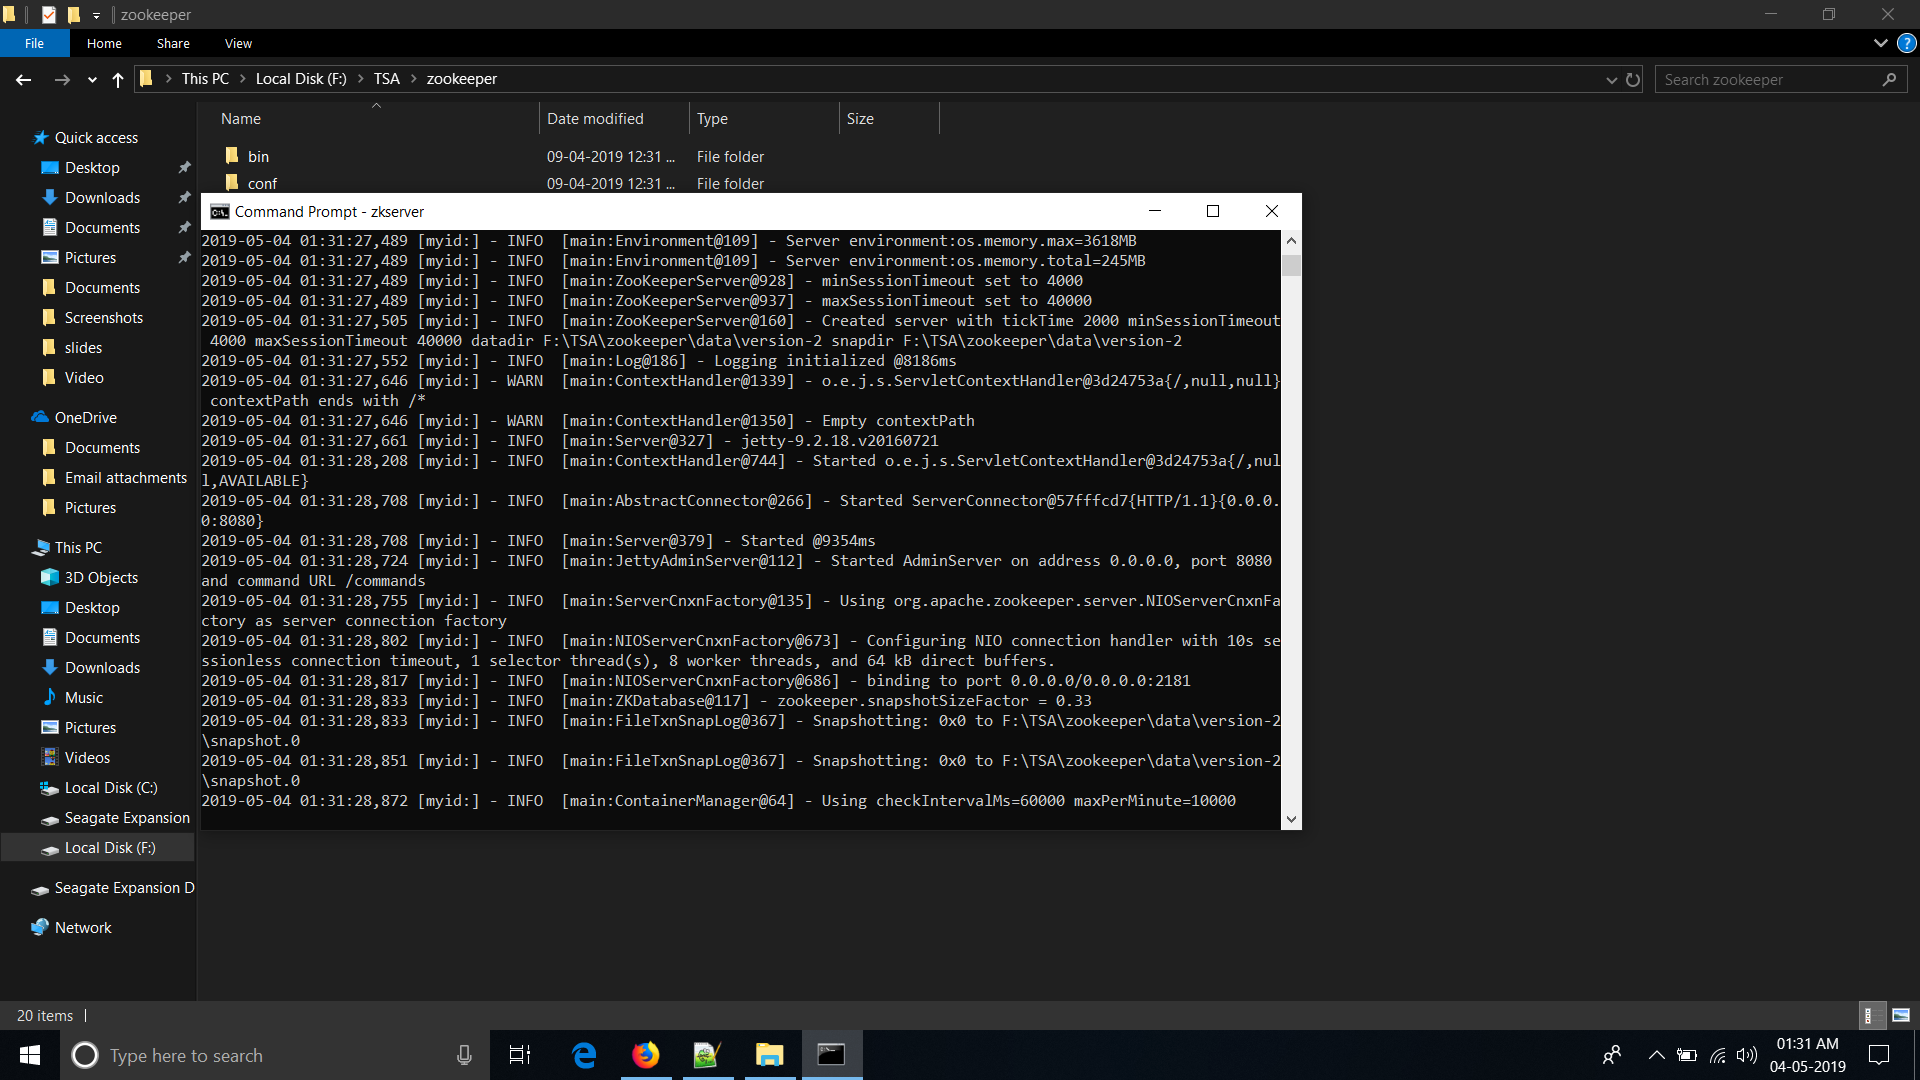 zookeeper
File
Home
Share
View
?
This PC
Local Disk (F:)
TSA
zookeeper
Search zookeeper
Name
Date modified
Type
Size
bin
09-04-2019 12:31 ...
File folder
conf
09-04-2019 12:31 ...
File folder
Quick access
Desktop
Downloads
Documents
Pictures
Documents
Screenshots
slides
Video
OneDrive
Documents
Email attachments
Pictures
This PC
3D Objects
Desktop
Documents
Downloads
Music
Pictures
Videos
Local Disk (C:)
Seagate Expansion
Local Disk (F:)
Seagate Expansion D
Network
Command Prompt - zkserver
2019-05-04 01:31:27,489 [myid:] - INFO  [main:Environment@109] - Server environment:os.memory.max=3618MB
2019-05-04 01:31:27,489 [myid:] - INFO  [main:Environment@109] - Server environment:os.memory.total=245MB
2019-05-04 01:31:27,489 [myid:] - INFO  [main:ZooKeeperServer@928] - minSessionTimeout set to 4000
2019-05-04 01:31:27,489 [myid:] - INFO  [main:ZooKeeperServer@937] - maxSessionTimeout set to 40000
2019-05-04 01:31:27,505 [myid:] - INFO  [main:ZooKeeperServer@160] - Created server with tickTime 2000 minSessionTimeout
 4000 maxSessionTimeout 40000 datadir F:\TSA\zookeeper\data\version-2 snapdir F:\TSA\zookeeper\data\version-2
2019-05-04 01:31:27,552 [myid:] - INFO  [main:Log@186] - Logging initialized @8186ms
2019-05-04 01:31:27,646 [myid:] - WARN  [main:ContextHandler@1339] - o.e.j.s.ServletContextHandler@3d24753a{/,null,null}
 contextPath ends with /*
2019-05-04 01:31:27,646 [myid:] - WARN  [main:ContextHandler@1350] - Empty contextPath
2019-05-04 01:31:27,661 [myid:] - INFO  [main:Server@327] - jetty-9.2.18.v20160721
2019-05-04 01:31:28,208 [myid:] - INFO  [main:ContextHandler@744] - Started o.e.j.s.ServletContextHandler@3d24753a{/,nul
l,AVAILABLE}
2019-05-04 01:31:28,708 [myid:] - INFO  [main:AbstractConnector@266] - Started ServerConnector@57fffcd7{HTTP/1.1}{0.0.0.
0:8080}
2019-05-04 01:31:28,708 [myid:] - INFO  [main:Server@379] - Started @9354ms
2019-05-04 01:31:28,724 [myid:] - INFO  [main:JettyAdminServer@112] - Started AdminServer on address 0.0.0.0, port 8080
and command URL /commands
2019-05-04 01:31:28,755 [myid:] - INFO  [main:ServerCnxnFactory@135] - Using org.apache.zookeeper.server.NIOServerCnxnFa
ctory as server connection factory
2019-05-04 01:31:28,802 [myid:] - INFO  [main:NIOServerCnxnFactory@673] - Configuring NIO connection handler with 10s se
ssionless connection timeout, 1 selector thread(s), 8 worker threads, and 64 kB direct buffers.
2019-05-04 01:31:28,817 [myid:] - INFO  [main:NIOServerCnxnFactory@686] - binding to port 0.0.0.0/0.0.0.0:2181
2019-05-04 01:31:28,833 [myid:] - INFO  [main:ZKDatabase@117] - zookeeper.snapshotSizeFactor = 0.33
2019-05-04 01:31:28,833 [myid:] - INFO  [main:FileTxnSnapLog@367] - Snapshotting: 0x0 to F:\TSA\zookeeper\data\version-2
\snapshot.0
2019-05-04 01:31:28,851 [myid:] - INFO  [main:FileTxnSnapLog@367] - Snapshotting: 0x0 to F:\TSA\zookeeper\data\version-2
\snapshot.0
2019-05-04 01:31:28,872 [myid:] - INFO  [main:ContainerManager@64] - Using checkIntervalMs=60000 maxPerMinute=10000
20 items
Type here to search
01:31 AM
04-05-2019